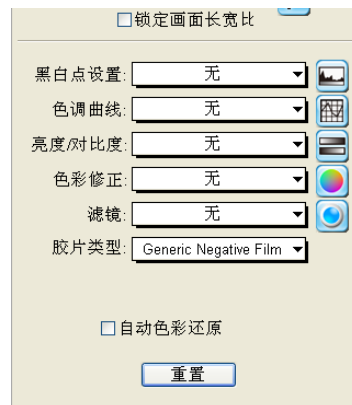 锁定画面长宽比
黑白点设置: 无
色调曲线: 无
亮度/对比度: 无
色彩修正: 无
滤镜: 无
胶片类型: Generic Negative Film
自动色彩还原
重置